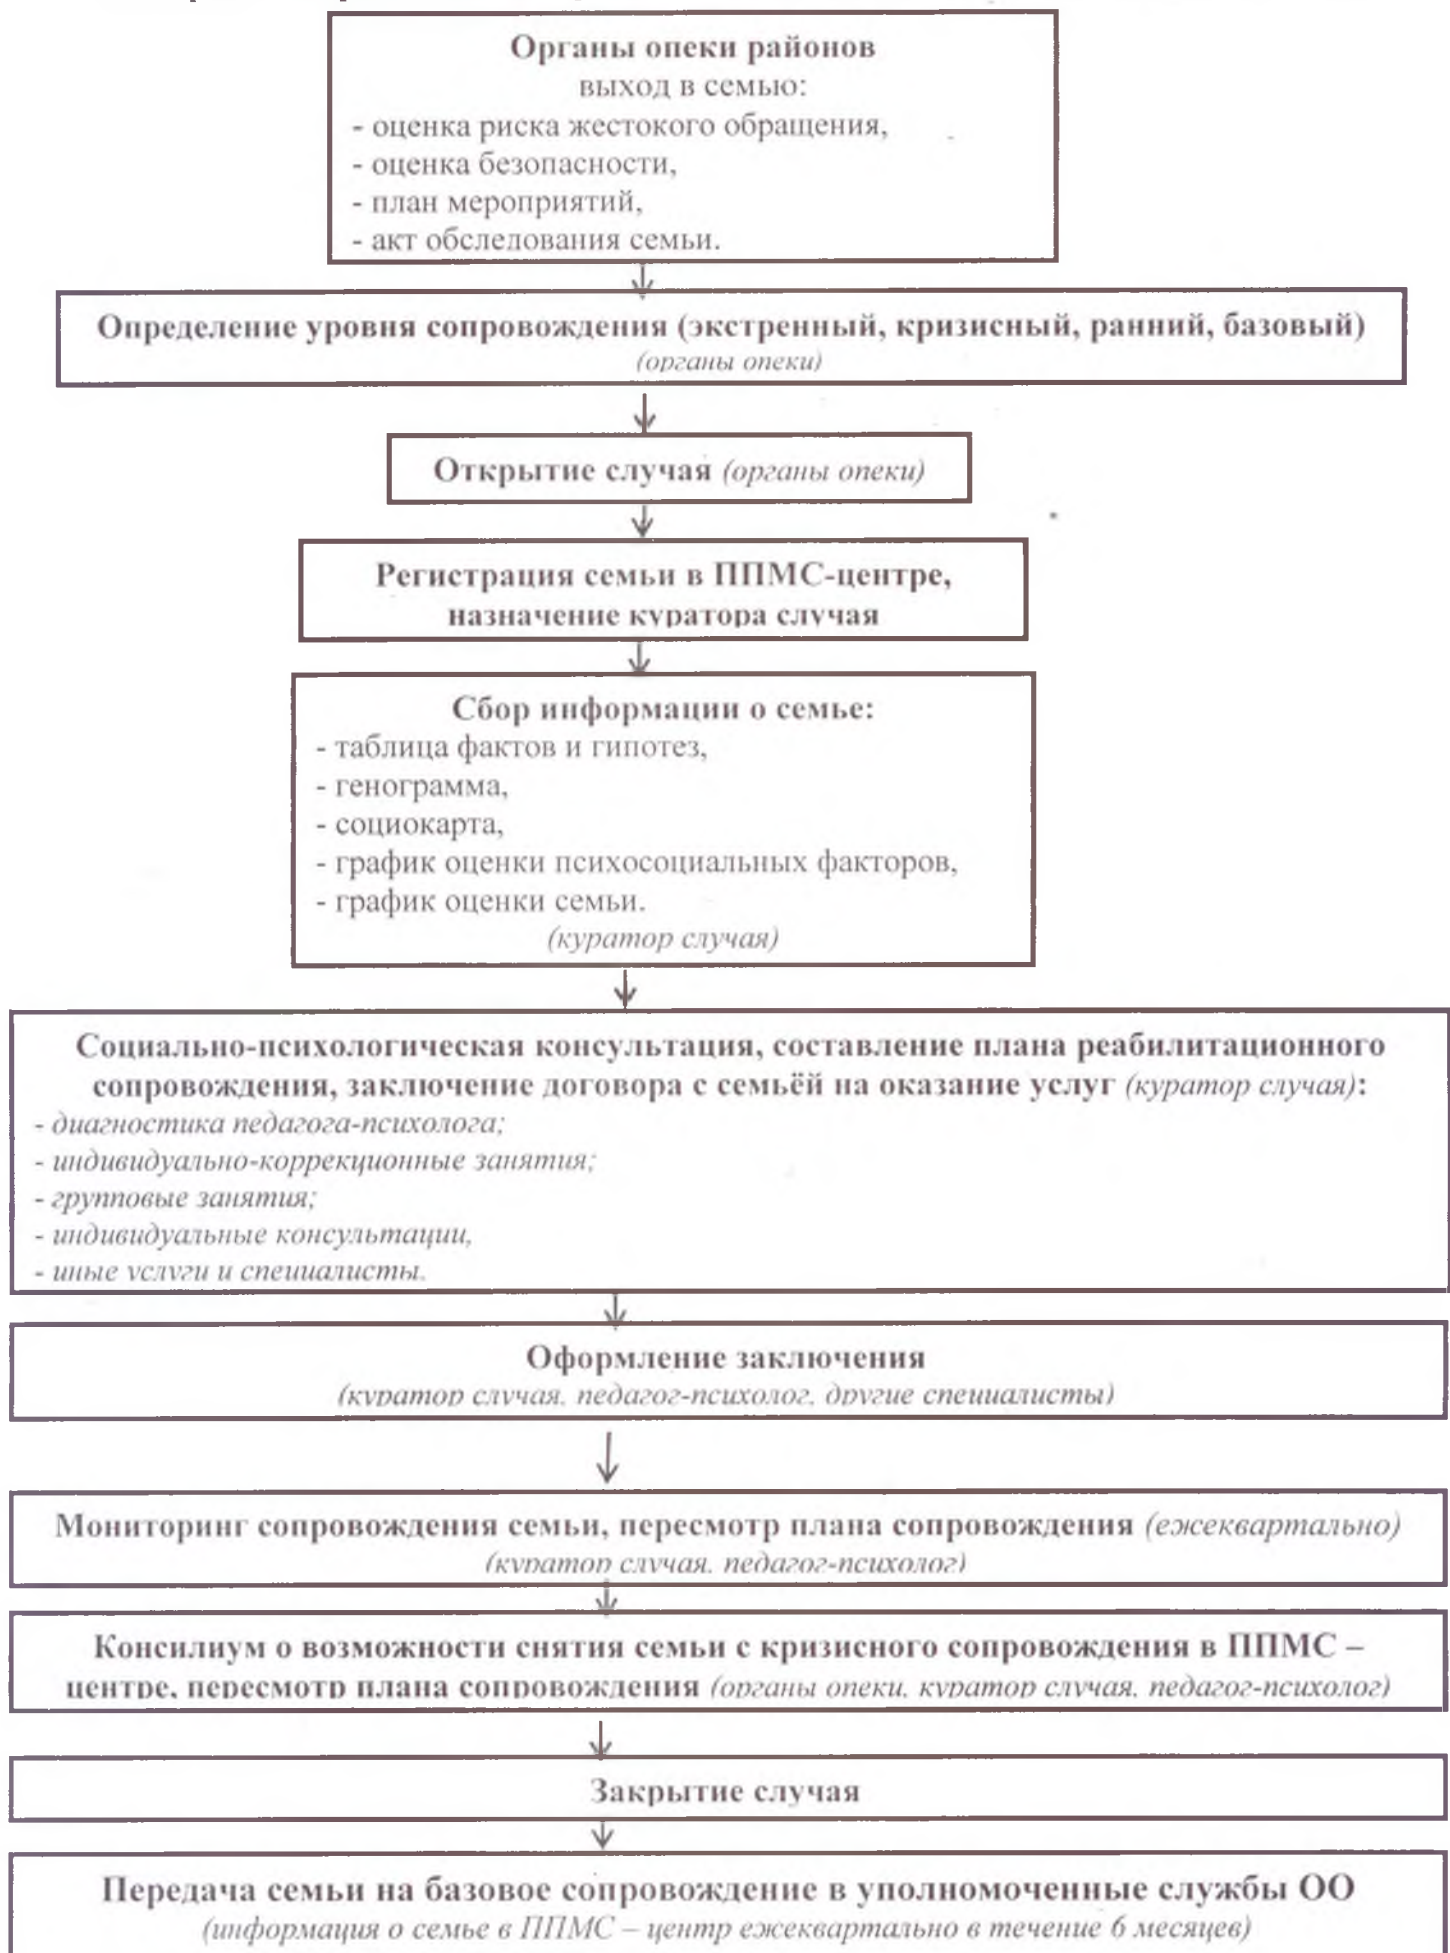 Органы опеки районов
выход в семью:
- оценка риска жестокого обращения,
- оценка безопасности,
- план мероприятий,
- акт обследования семьи.
Определение уровня сопровождения (экстренный, кризисный, ранний, базовый)
(органы опеки)
Открытие случая (органы опеки)
Регистрация семьи в ППМС-центре,
назначение куратора случая
Сбор информации о семье:
- таблица фактов и гипотез,
- генограмма,
- социокарта,
- график оценки психосоциальных факторов,
- график оценки семьи.
(куратор случая)
Социально-психологическая консультация, составление плана реабилитационного
сопровождения, заключение договора с семьёй на оказание услуг (куратор случая):
- диагностика педагога-психолога;
- индивидуально-коррекционные занятия;
- групповые занятия;
- индивидуальные консультации,
- иные услуги и специалисты.
Оформление заключения
(куратор случая, педагог-психолог, другие специалисты)
Мониторинг сопровождения семьи, пересмотр плана сопровождения (ежеквартально)
(куратор случая, педагог-психолог)
Консилиум о возможности снятия семьи с кризисного сопровождения в ППМС –
центре, пересмотр плана сопровождения (органы опеки, куратор случая, педагог-психолог)
Закрытие случая
Передача семьи на базовое сопровождение в уполномоченные службы ОО
(информация о семье в ППМС – центр ежеквартально в течение 6 месяцев)